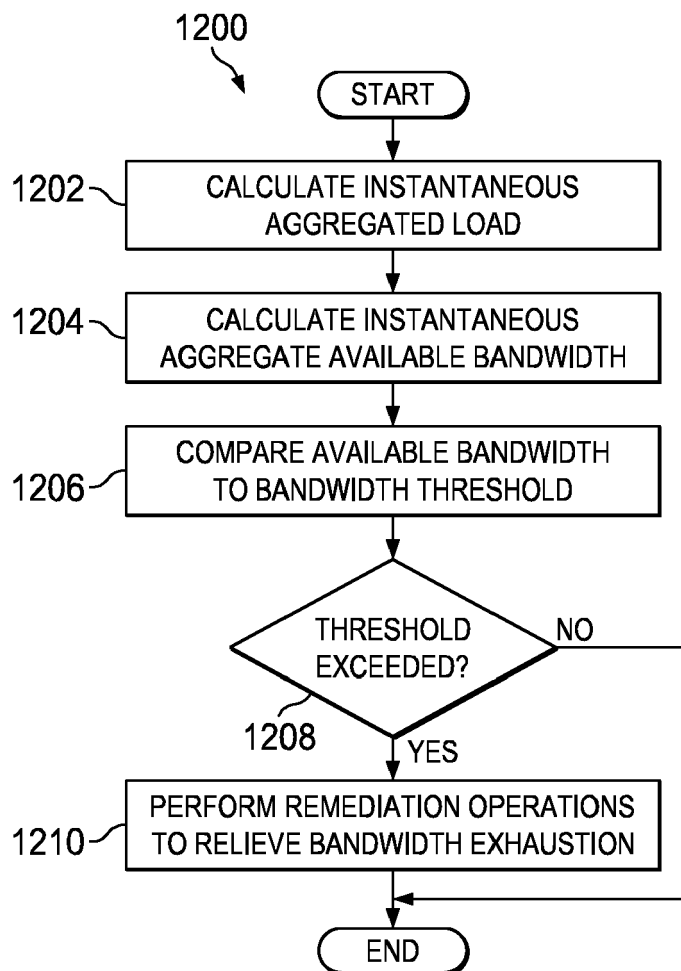 1200
START
1202
CALCULATE INSTANTANEOUS
AGGREGATED LOAD
1204
CALCULATE INSTANTANEOUS
AGGREGATE AVAILABLE BANDWIDTH
1206
COMPARE AVAILABLE BANDWIDTH
TO BANDWIDTH THRESHOLD
THRESHOLD
EXCEEDED?
NO
1208
YES
1210
PERFORM REMEDIATION OPERATIONS
TO RELIEVE BANDWIDTH EXHAUSTION
END